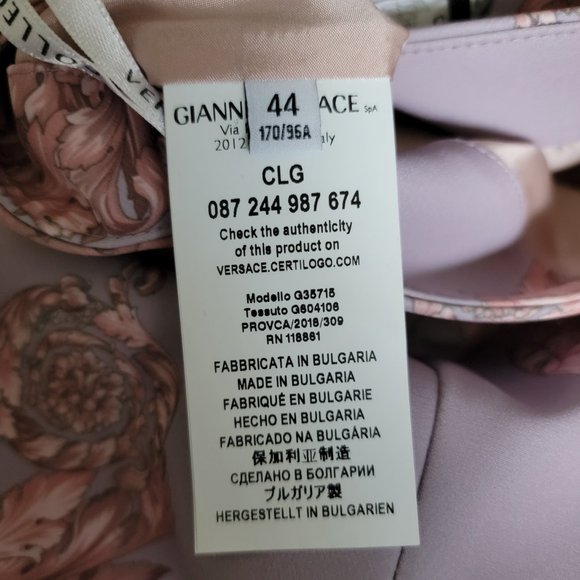 GIANN ACE SpA
44
170/96A
Via
2012 aly
CLG
087 244 987 674
Check the authenticity
of this product on
VERSACE.CERTILOGO.COM
Modello G35715
Tessuto G604106
PROVCA/2016/309
RN 118861
FABBRICATA IN BULGARIA
MADE IN BULGARIA
FABRIQUÉ EN BULGARIE
HECHO EN BULGARIA
FABRICADO NA BULGÁRIA
保加利亚制造
СДЕЛАНО В БОЛГАРИИ
ブルガリア製
HERGESTELLT IN BULGARIEN